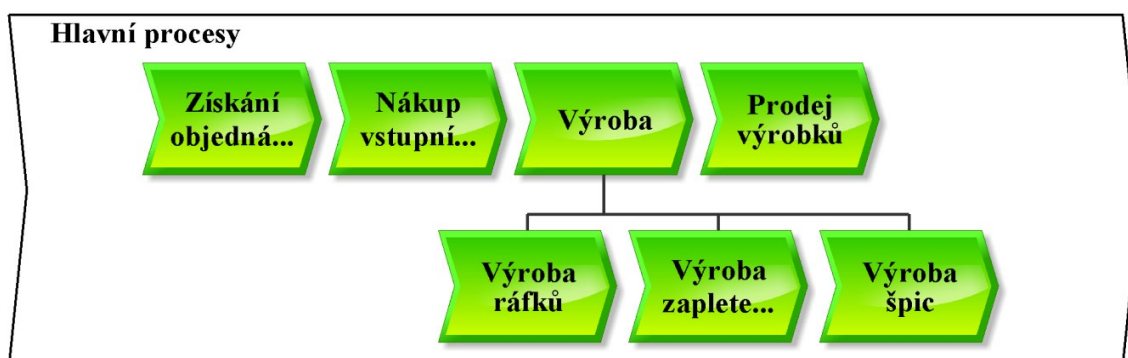 Hlavní procesy
Získání
objedná...
Nákup
vstupní...
Výroba
Prodej
výrobků
Výroba
ráfků
Výroba
zaplete...
Výroba
špic